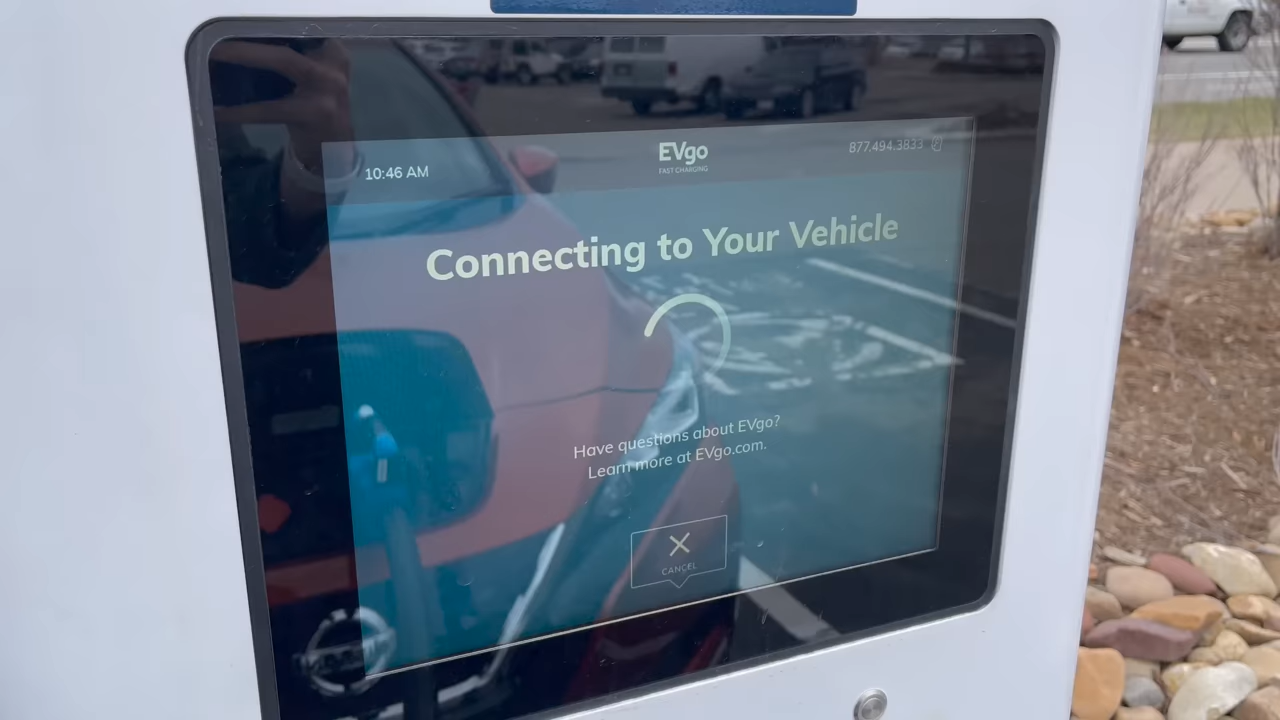 10:46 AM
EVgo
FAST CHARGING
877.494.3833
Connecting to Your Vehicle
Have questions about EVgo?
Learn more at EVgo.com.
CANCEL